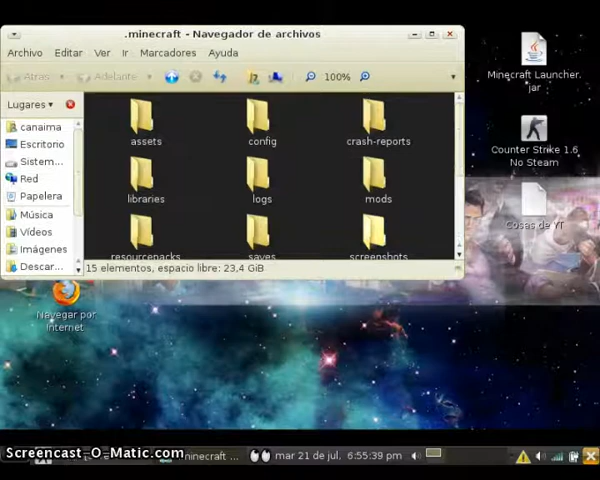 .minecraft - Navegador de archivos
Archivo Editar Ver Ir Marcadores Ayuda
Atras Adelante 100%
Lugares
canaima
Escritorio
Sistem...
Red
Papelera
Música
Vídeos
Imágenes
Descar...
assets config crash-reports
libraries logs mods
resourcepacks saves screenshots
15 elementos, espacio libre: 23,4 GiB
Minecraft Launcher.
jar
Counter Strike 1.6
No Steam
Cosas de YT
Navegar por
Internet
Screencast-O-Matic.com
minecraft ...
mar 21 de jul, 6:55:39 pm